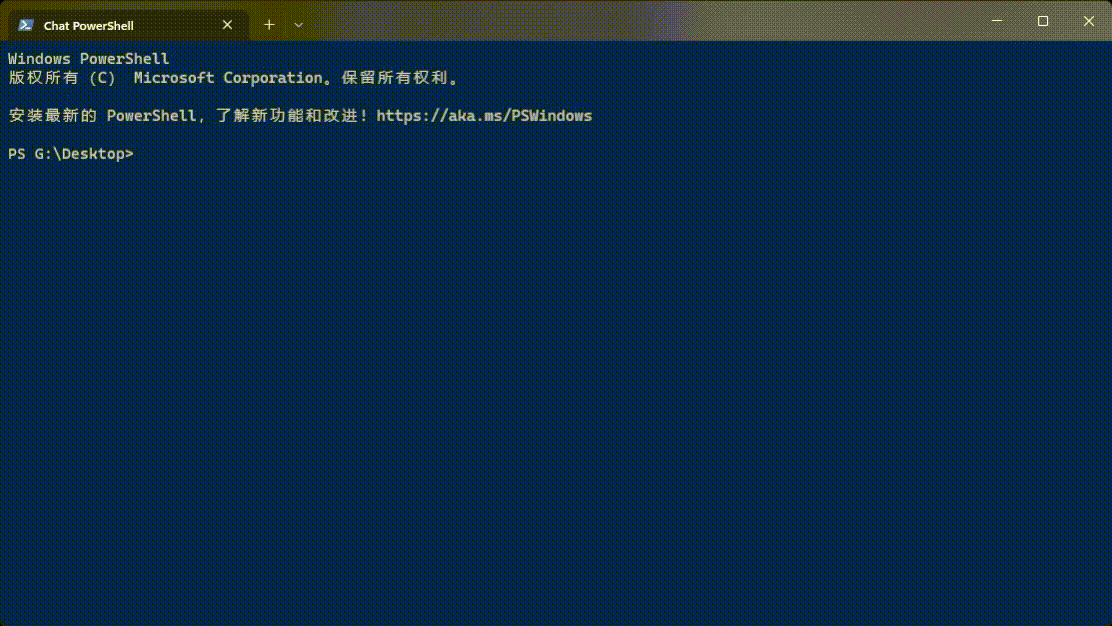 Chat PowerShell
Windows PowerShell
版权所有 (C)  Microsoft Corporation。保留所有权利。
安装最新的 PowerShell，了解新功能和改进！https://aka.ms/PSWindows
PS G:\Desktop>